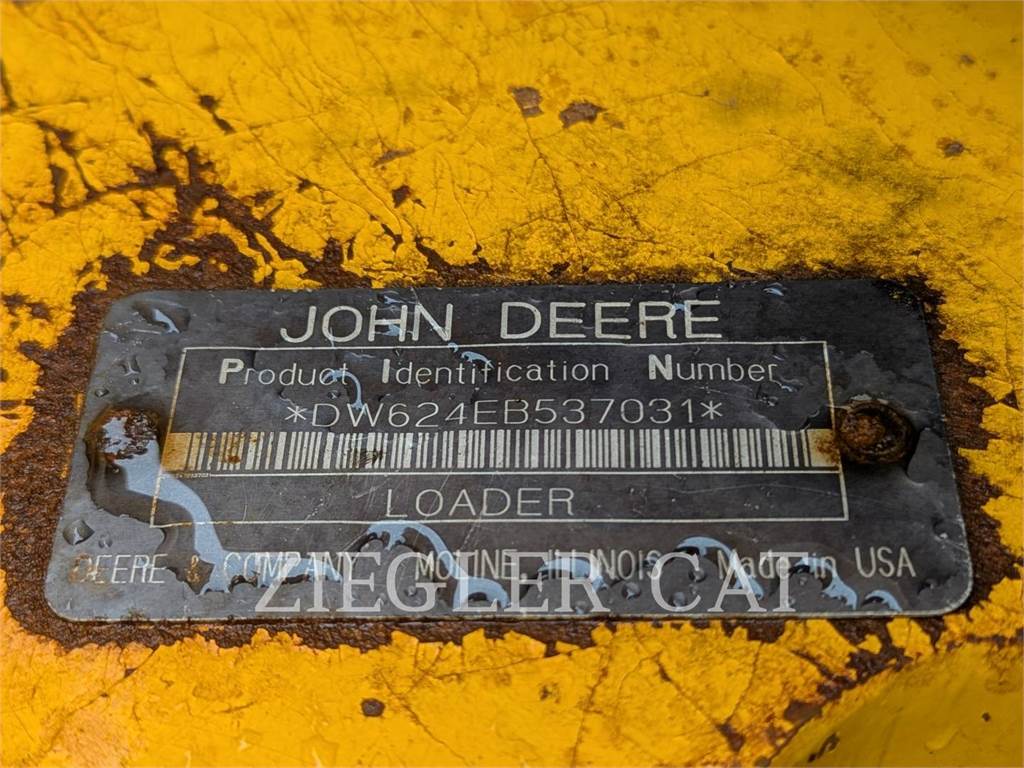 JOHN DEERE
Product Identification Number
*DW624EB537031*
LOADER
DEERE & COMPANY MOLINE ILLINOIS Made in USA
ZIEGLER CAT